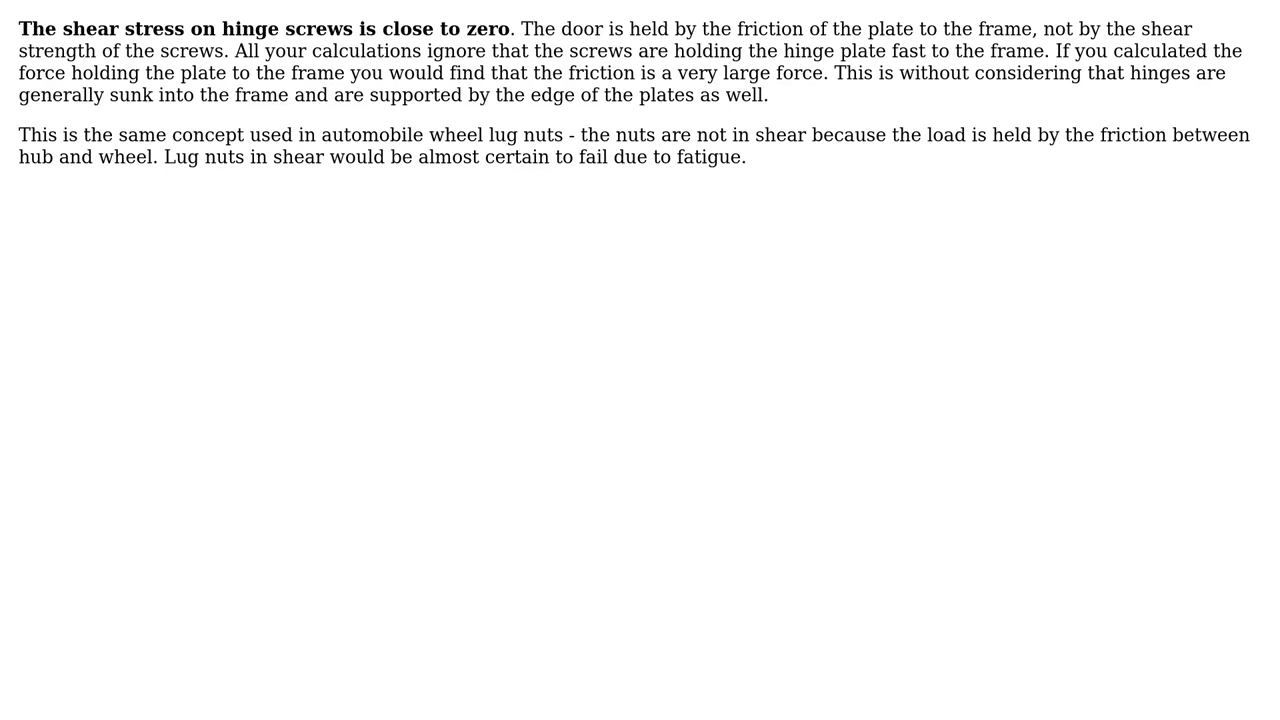 The shear stress on hinge screws is close to zero. The door is held by the friction of the plate to the frame, not by the shear
strength of the screws. All your calculations ignore that the screws are holding the hinge plate fast to the frame. If you calculated the
force holding the plate to the frame you would find that the friction is a very large force. This is without considering that hinges are
generally sunk into the frame and are supported by the edge of the plates as well.
This is the same concept used in automobile wheel lug nuts - the nuts are not in shear because the load is held by the friction between
hub and wheel. Lug nuts in shear would be almost certain to fail due to fatigue.